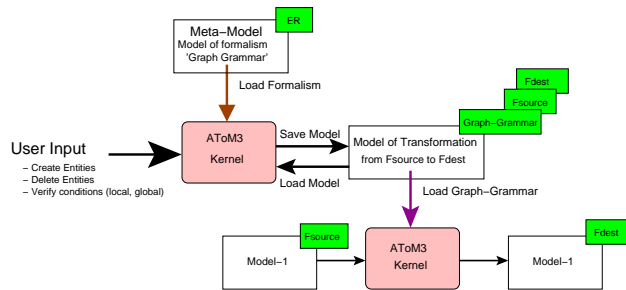 ER
Meta-Model
Model of formalism
'Graph Grammar'
Load Formalism
Fdest
Fsource
Graph-Grammar
AToM3
Kernel
Save Model
Load Model
Model of Transformation
from Fsource to Fdest
User Input
- Create Entities
- Delete Entities
- Verify conditions (local, global)
Load Graph-Grammar
Fsource
Model-1
AToM3
Kernel
Fdest
Model-1